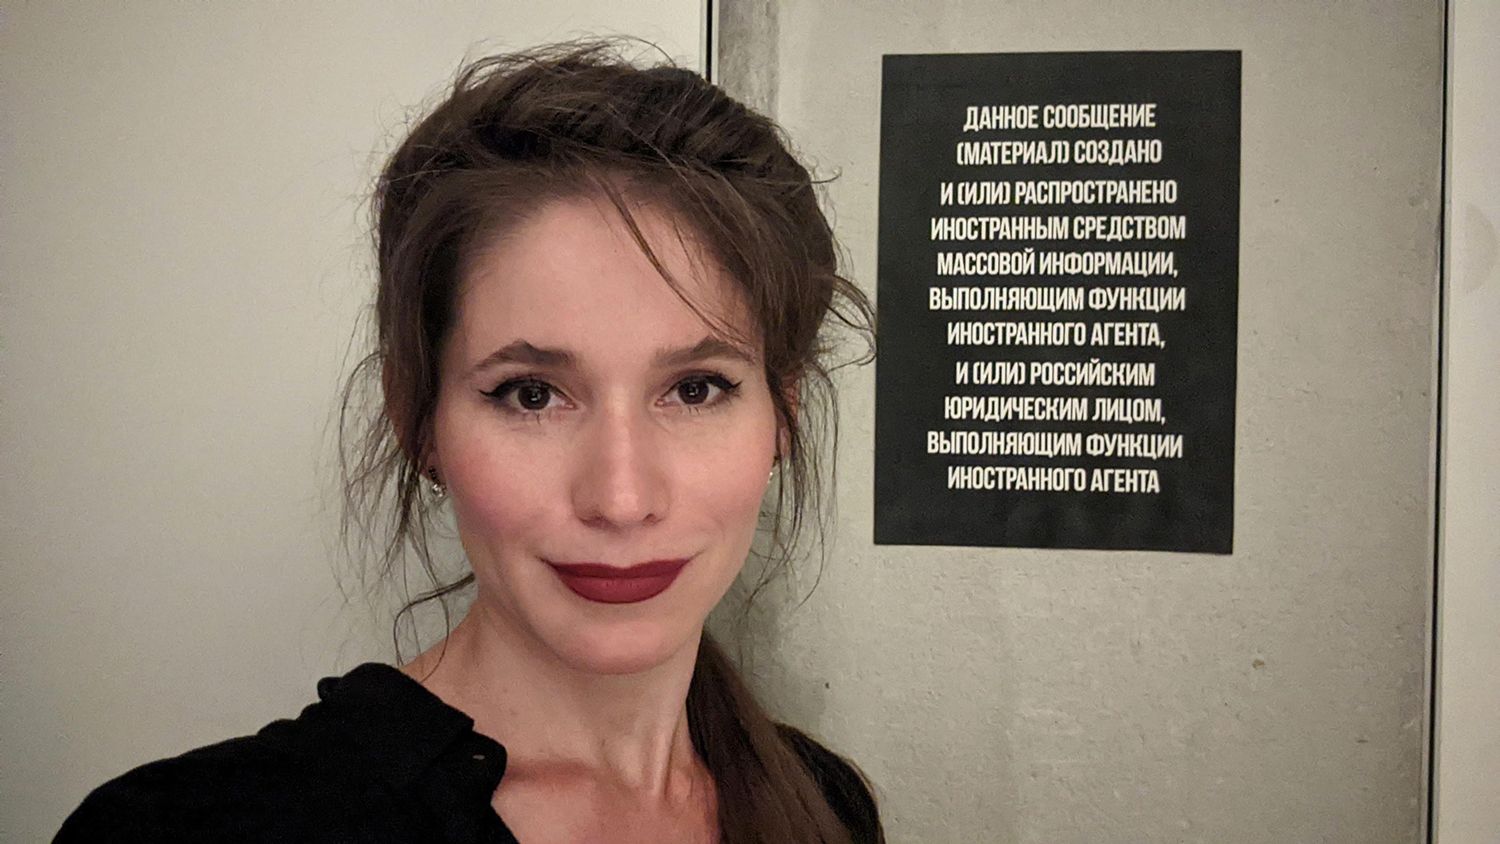 ДАННОЕ СООБЩЕНИЕ
(МАТЕРИАЛ) СОЗДАНО
И (ИЛИ) РАСПРОСТРАНЕНО
ИНОСТРАННЫМ СРЕДСТВОМ
МАССОВОЙ ИНФОРМАЦИИ,
ВЫПОЛНЯЮЩИМ ФУНКЦИИ
ИНОСТРАННОГО АГЕНТА,
И (ИЛИ) РОССИЙСКИМ
ЮРИДИЧЕСКИМ ЛИЦОМ,
ВЫПОЛНЯЮЩИМ ФУНКЦИИ
ИНОСТРАННОГО АГЕНТА